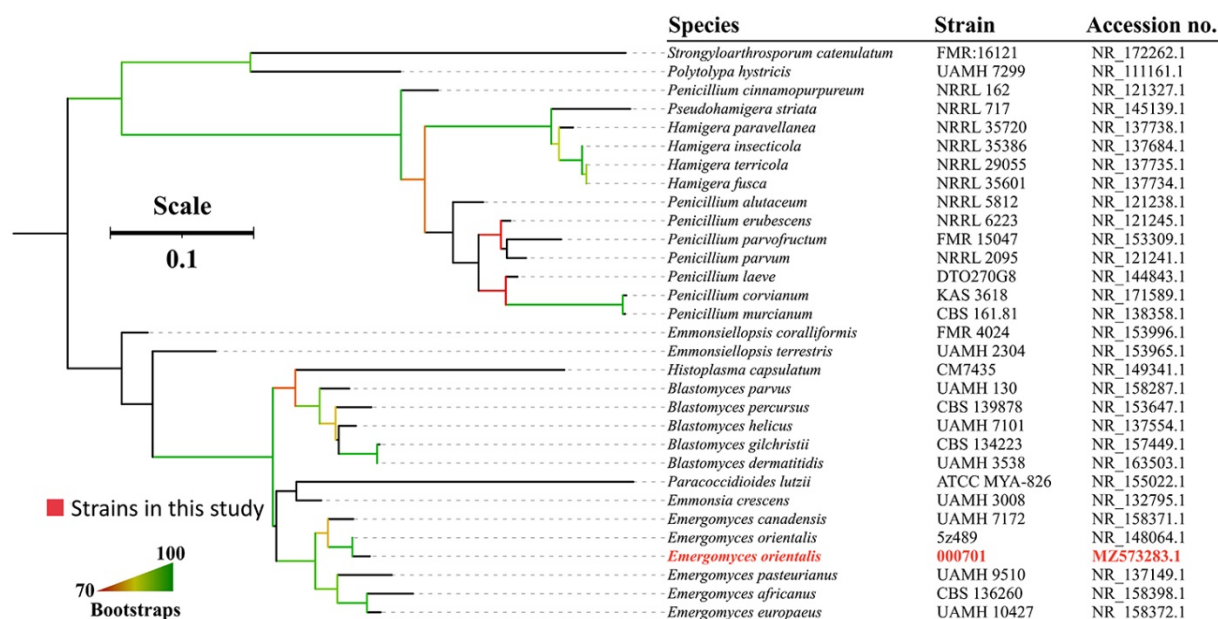 Species Strain Accession no.
Strongyloarthrosporum catenulatum FMR:16121 NR_172262.1
Polytolypa hystricis UAMH 7299 NR_111161.1
Penicillium cinnamopurpureum NRRL 162 NR_121327.1
Pseudohamigera striata NRRL 717 NR_145139.1
Hamigera paravellanea NRRL 35720 NR_137738.1
Hamigera insecticola NRRL 35386 NR_137684.1
Hamigera terricola NRRL 29055 NR_137735.1
Hamigera fusca NRRL 35601 NR_137734.1
Penicillium alutaceum NRRL 5812 NR_121238.1
Penicillium erubescens NRRL 6223 NR_121245.1
Penicillium parvofructum FMR 15047 NR_153309.1
Penicillium parvum NRRL 2095 NR_121241.1
Penicillium laeve DTO270G8 NR_144843.1
Penicillium corvianum KAS 3618 NR_171589.1
Penicillium murcianum CBS 161.81 NR_138358.1
Emmonsiellopsis coralliformis FMR 4024 NR_153996.1
Emmonsiellopsis terrestris UAMH 2304 NR_153965.1
Histoplasma capsulatum CM7435 NR_149341.1
Blastomyces parvus UAMH 130 NR_158287.1
Blastomyces percursus CBS 139878 NR_153647.1
Blastomyces helicus UAMH 7101 NR_137554.1
Blastomyces gilchristii CBS 134223 NR_157449.1
Blastomyces dermatitidis UAMH 3538 NR_163503.1
Paracoccidioides lutzii ATCC MYA-826 NR_155022.1
Emmonsia crescens UAMH 3008 NR_132795.1
Emergomyces canadensis UAMH 7172 NR_158371.1
Emergomyces orientalis 5z489 NR_148064.1
Emergomyces orientalis 000701 MZ573283.1
Emergomyces pasteurianus UAMH 9510 NR_137149.1
Emergomyces africanus CBS 136260 NR_158398.1
Emergomyces europaeus UAMH 10427 NR_158372.1
Scale
0.1
Strains in this study
100
70
Bootstraps